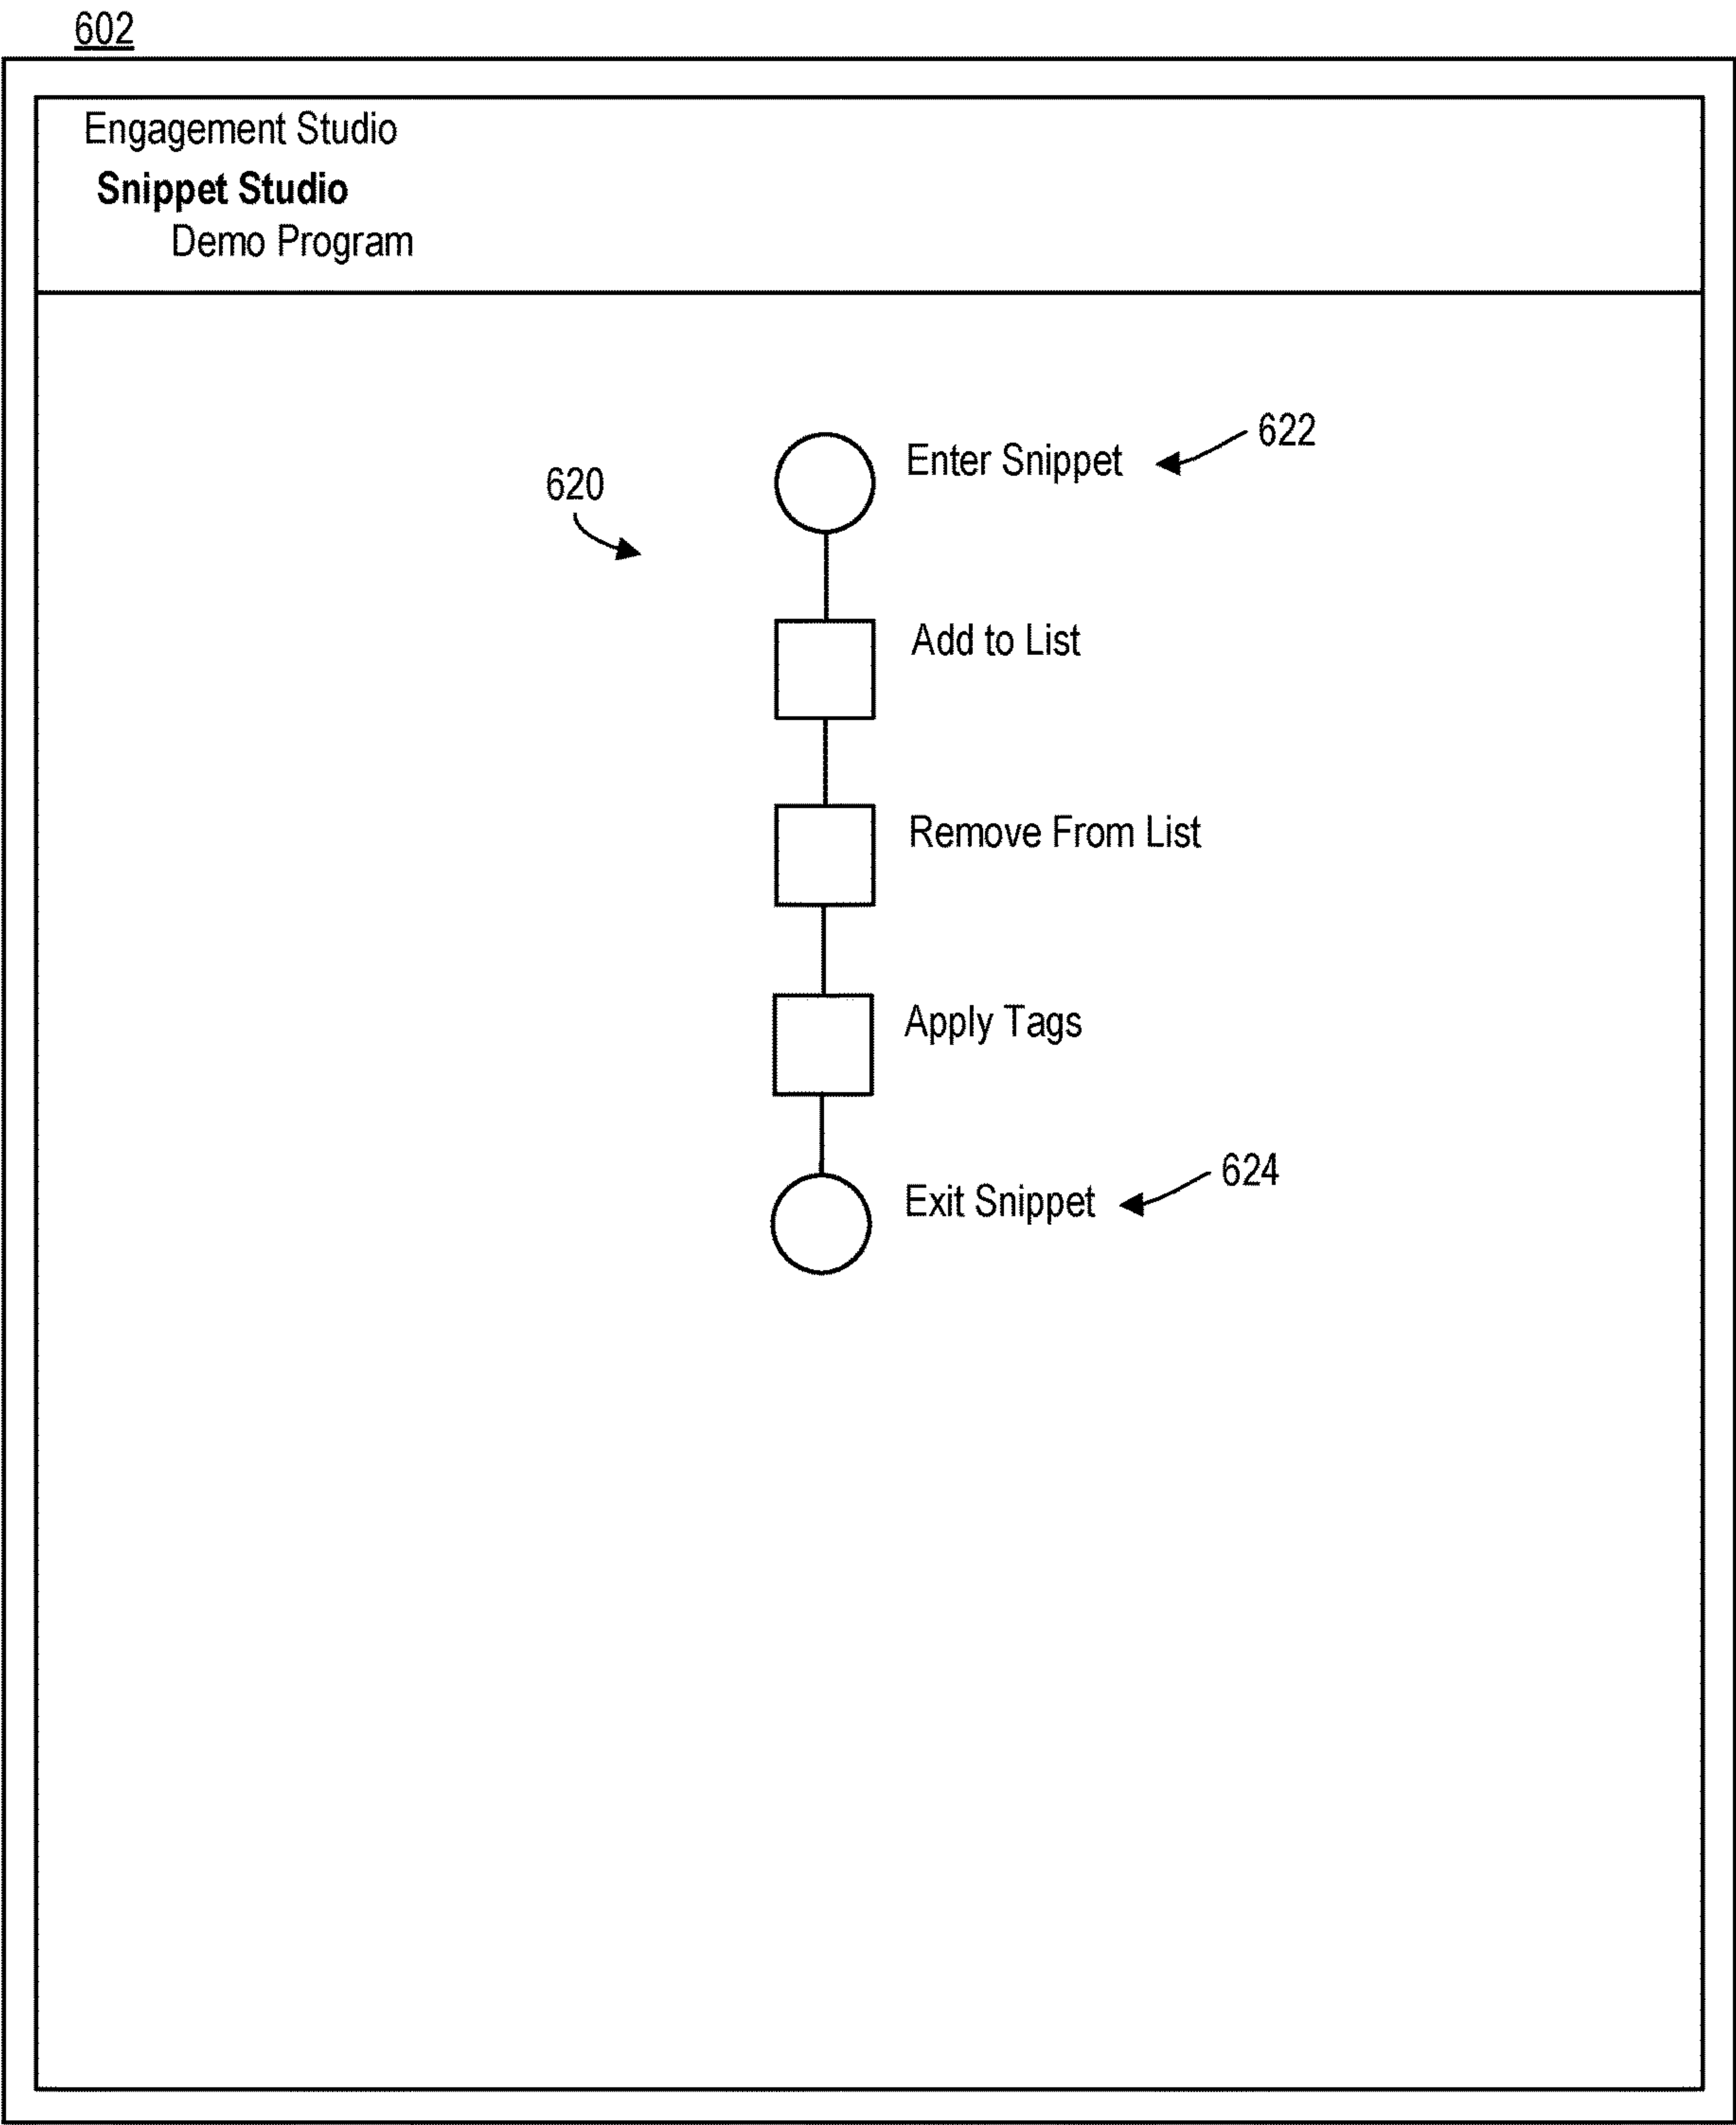 602
Engagement Studio
Snippet Studio
Demo Program
622
Enter Snippet
620
Add to List
Remove From List
Apply Tags
624
Exit Snippet